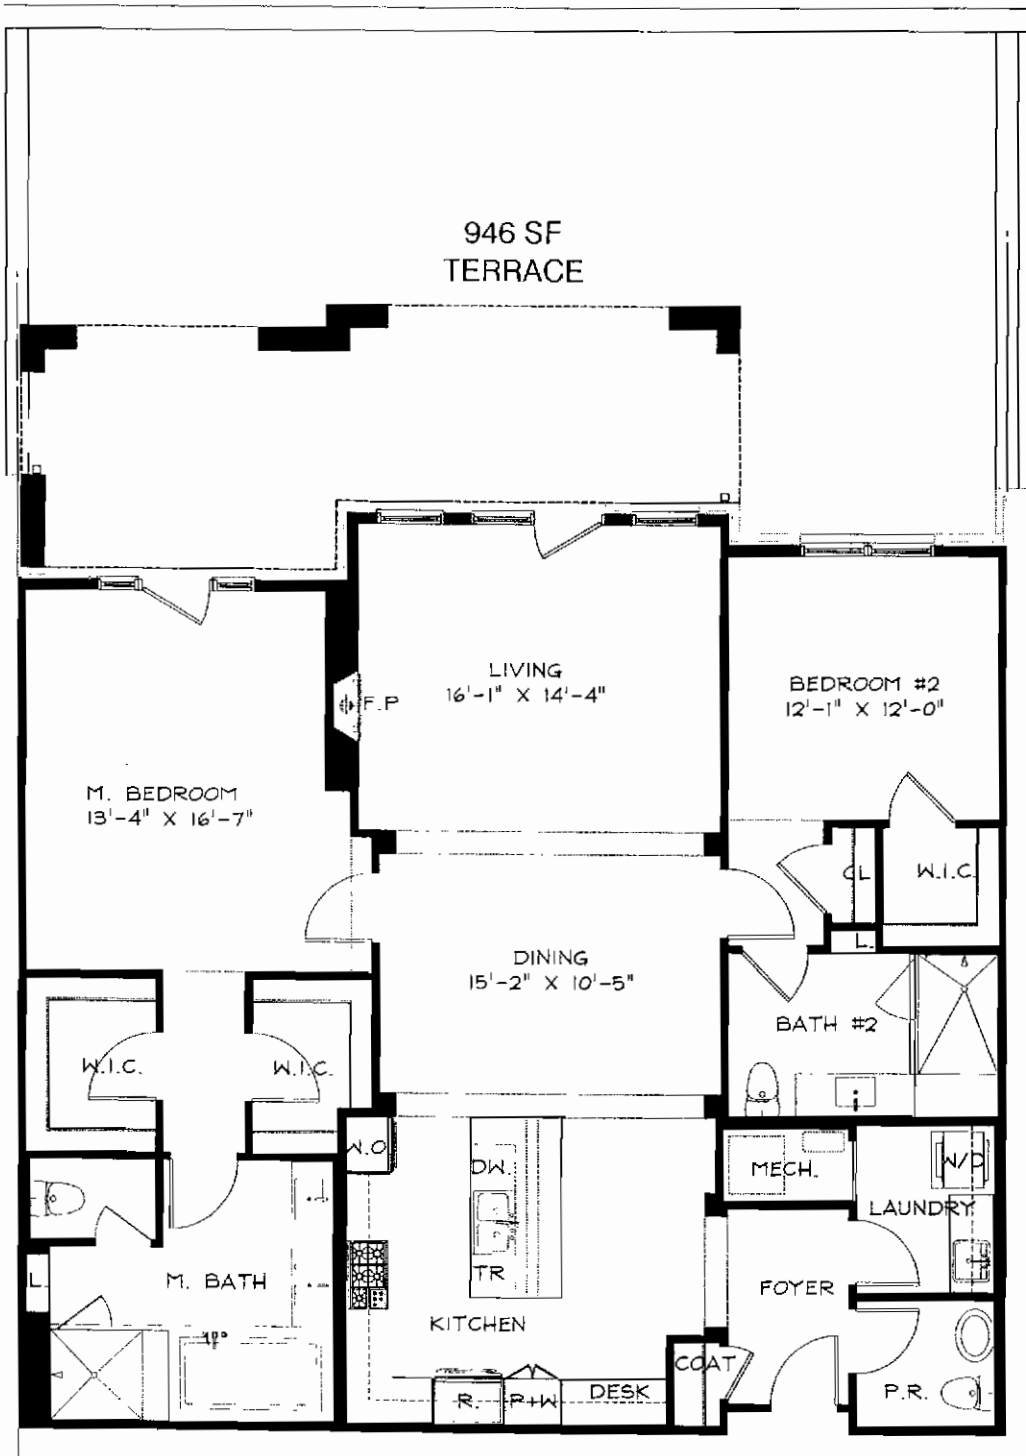 946 SF
TERRACE
LIVING
16'-1" X 14'-4"
BEDROOM #2
12'-1" X 12'-0"
F.P
M. BEDROOM
13'-4" X 16'-7"
CL
W.I.C.
L.
DINING
15'-2" X 10'-5"
BATH #2
W.I.C.
W.I.C.
W.O
DW.
MECH.
W/D
LAUNDRY
L.
M. BATH
TR
FOYER
KITCHEN
COAT
R.
P+W
DESK
P.R.